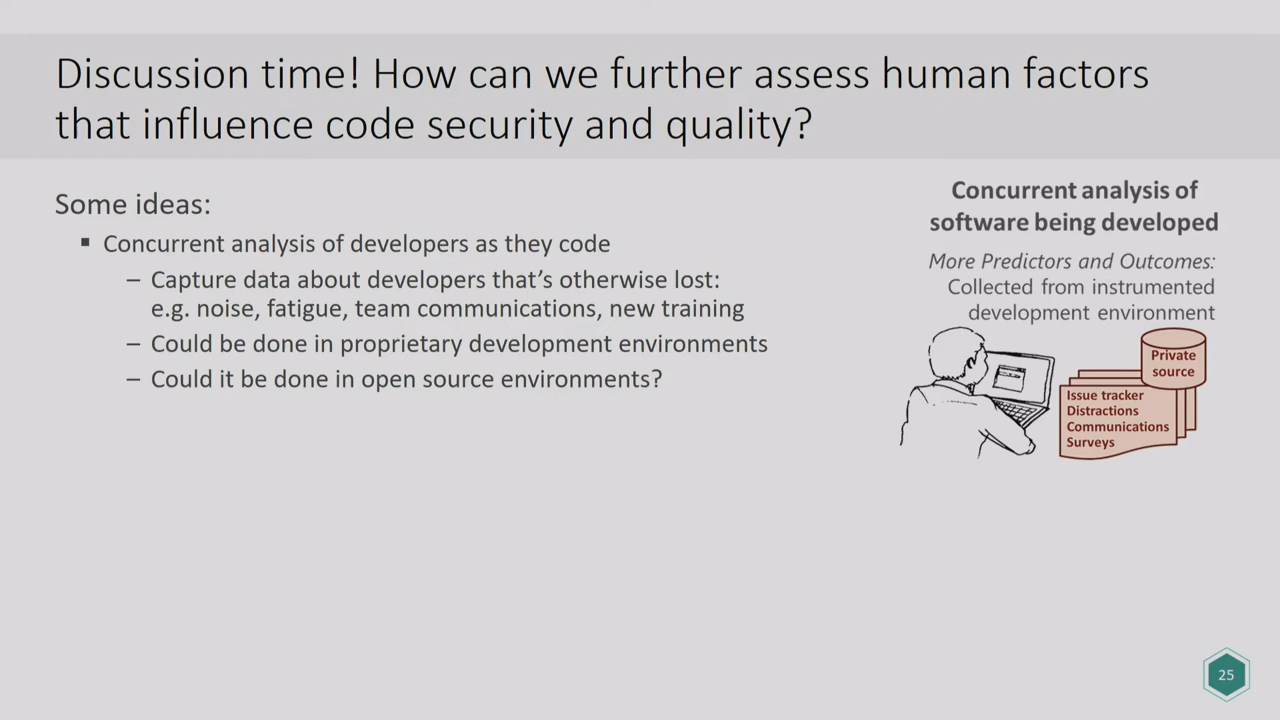 Discussion time! How can we further assess human factors
that influence code security and quality?
Some ideas:
▪ Concurrent analysis of developers as they code
– Capture data about developers that's otherwise lost:
e.g. noise, fatigue, team communications, new training
– Could be done in proprietary development environments
– Could it be done in open source environments?
Concurrent analysis of
software being developed
More Predictors and Outcomes:
Collected from instrumented
development environment
Private
source
Issue tracker
Distractions
Communications
Surveys
25